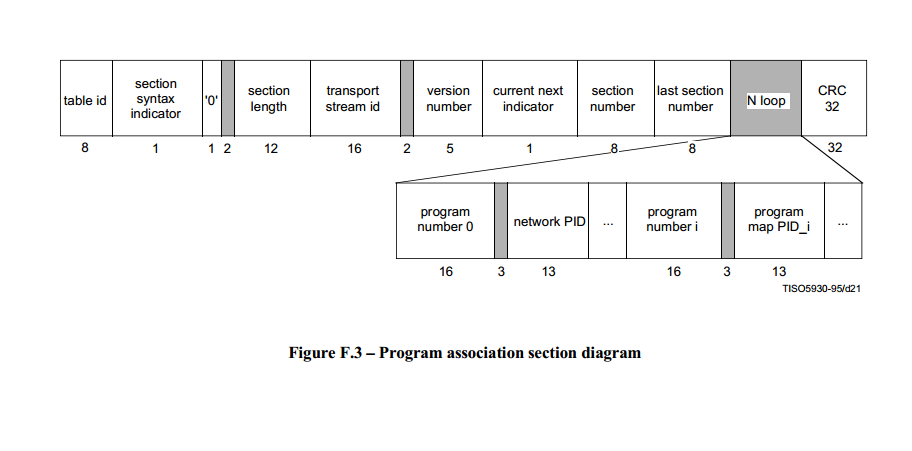 table id
section
syntax
indicator
'0'
section
length
transport
stream id
version
number
current next
indicator
section
number
last section
number
N loop
CRC
32
8 1 1 2 12 16 2 5 1 8 8 32
program
number 0
network PID
...
program
number i
program
map PID_i
...
16 3 13 16 3 13
TISO5930-95/d21
Figure F.3 – Program association section diagram